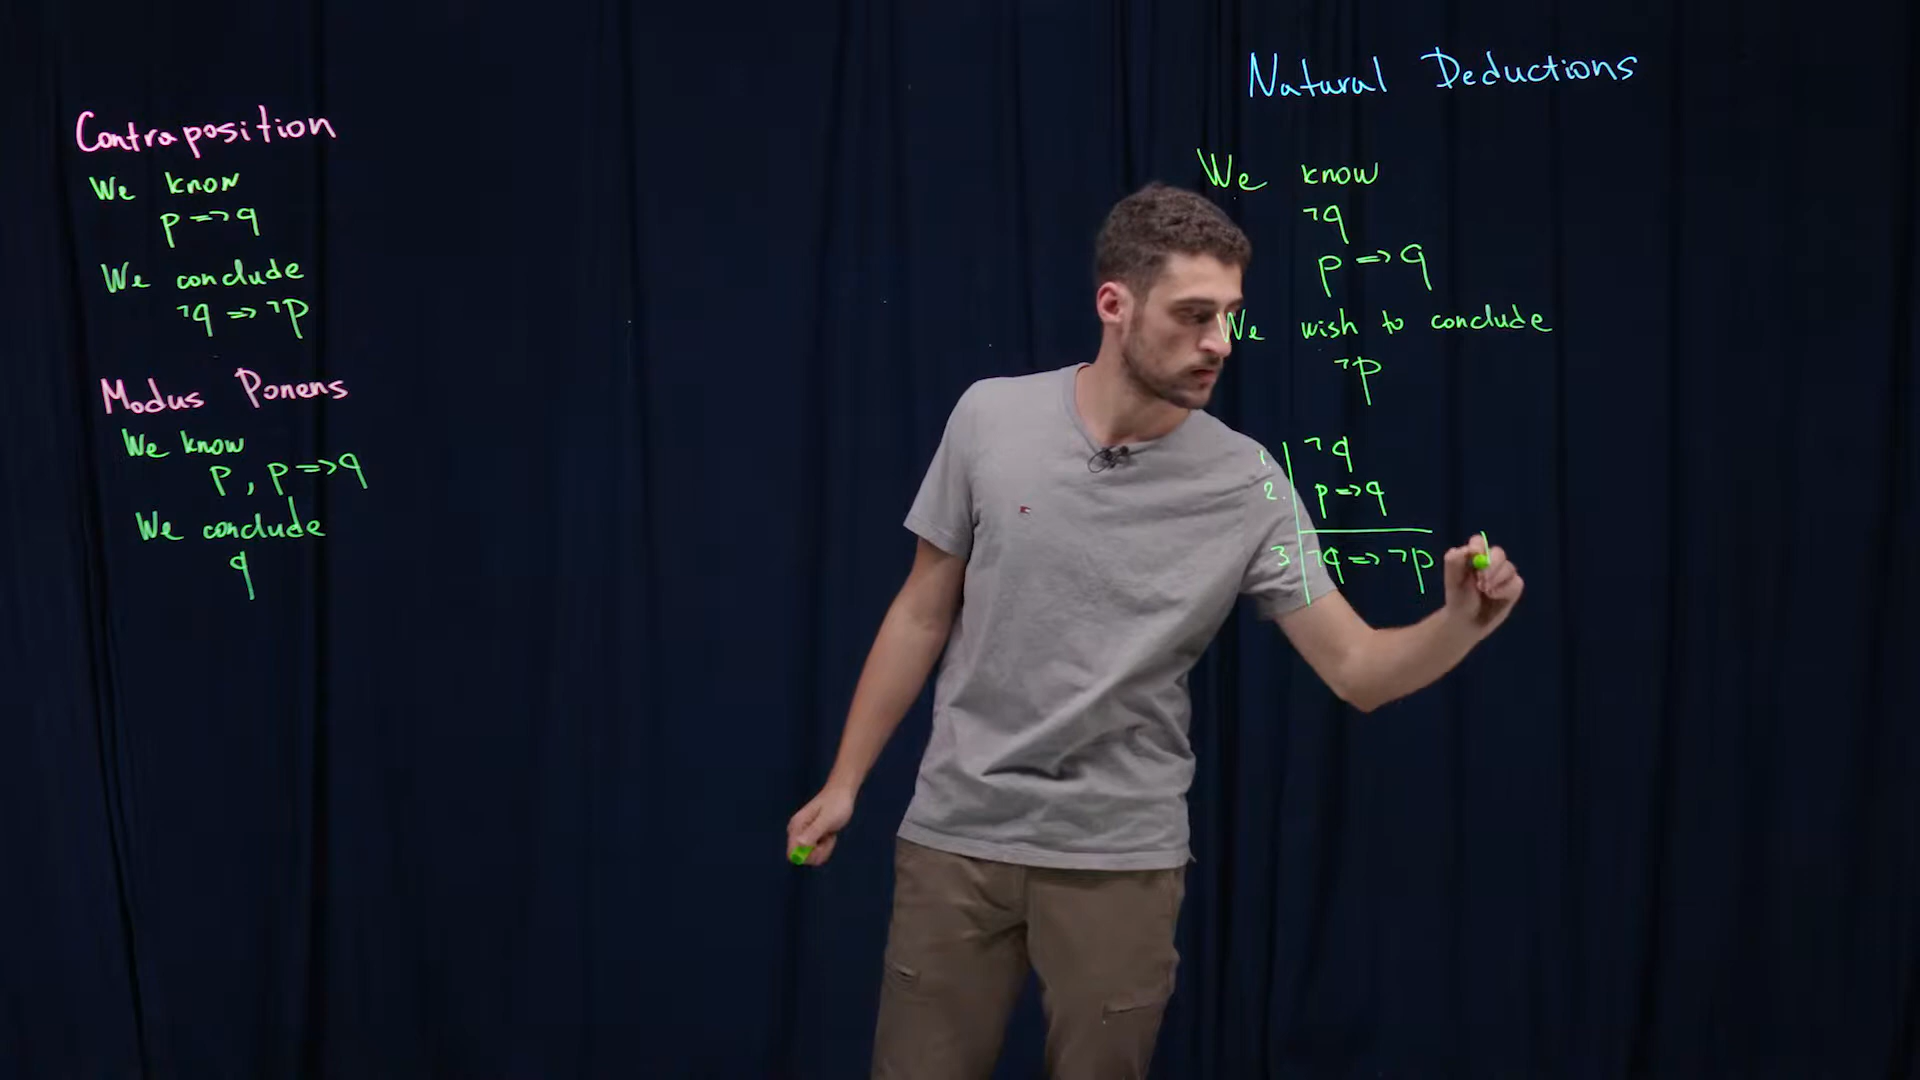 Contraposition
We know
p => q
We conclude
¬q => ¬p
Modus Ponens
We know
p, p => q
We conclude
q
Natural Deductions
We know
¬q
p => q
We wish to conclude
¬p
1. ¬q
2. p => q
3. ¬q => ¬p